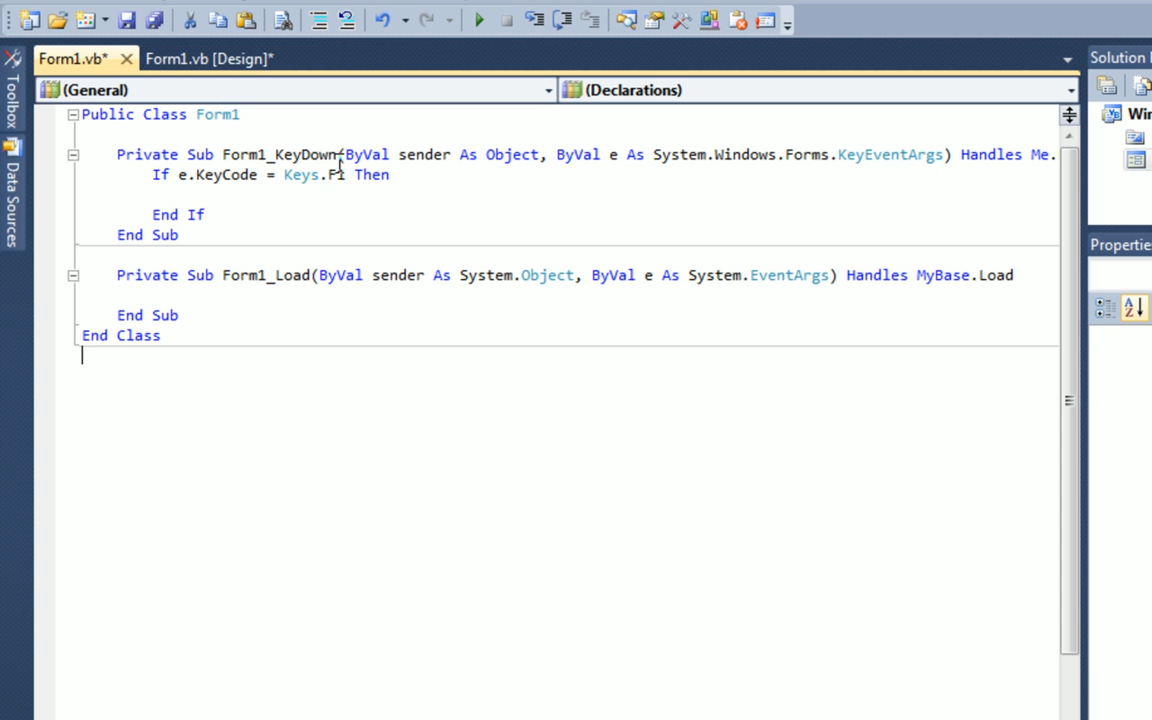 Form1.vb* Form1.vb [Design]* Solution
(General) (Declarations)
Toolbox
Data Sources
Public Class Form1
Private Sub Form1_KeyDown(ByVal sender As Object, ByVal e As System.Windows.Forms.KeyEventArgs) Handles Me.
If e.KeyCode = Keys.F1 Then
End If
End Sub
Private Sub Form1_Load(ByVal sender As System.Object, ByVal e As System.EventArgs) Handles MyBase.Load
End Sub
End Class
Win
Propertie